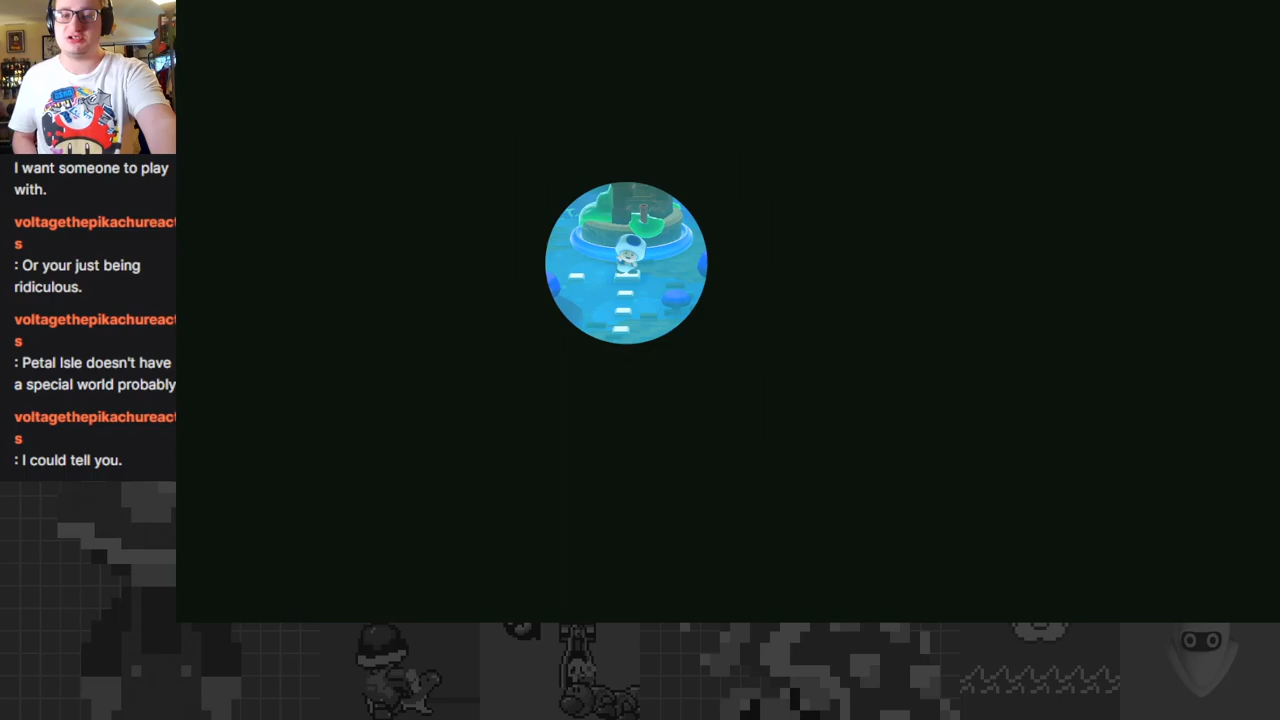 I want someone to play
with.
voltagethepikachureact
s
: Or your just being
ridiculous.
voltagethepikachureact
s
: Petal Isle doesn't have
a special world probably
voltagethepikachureact
s
: I could tell you.